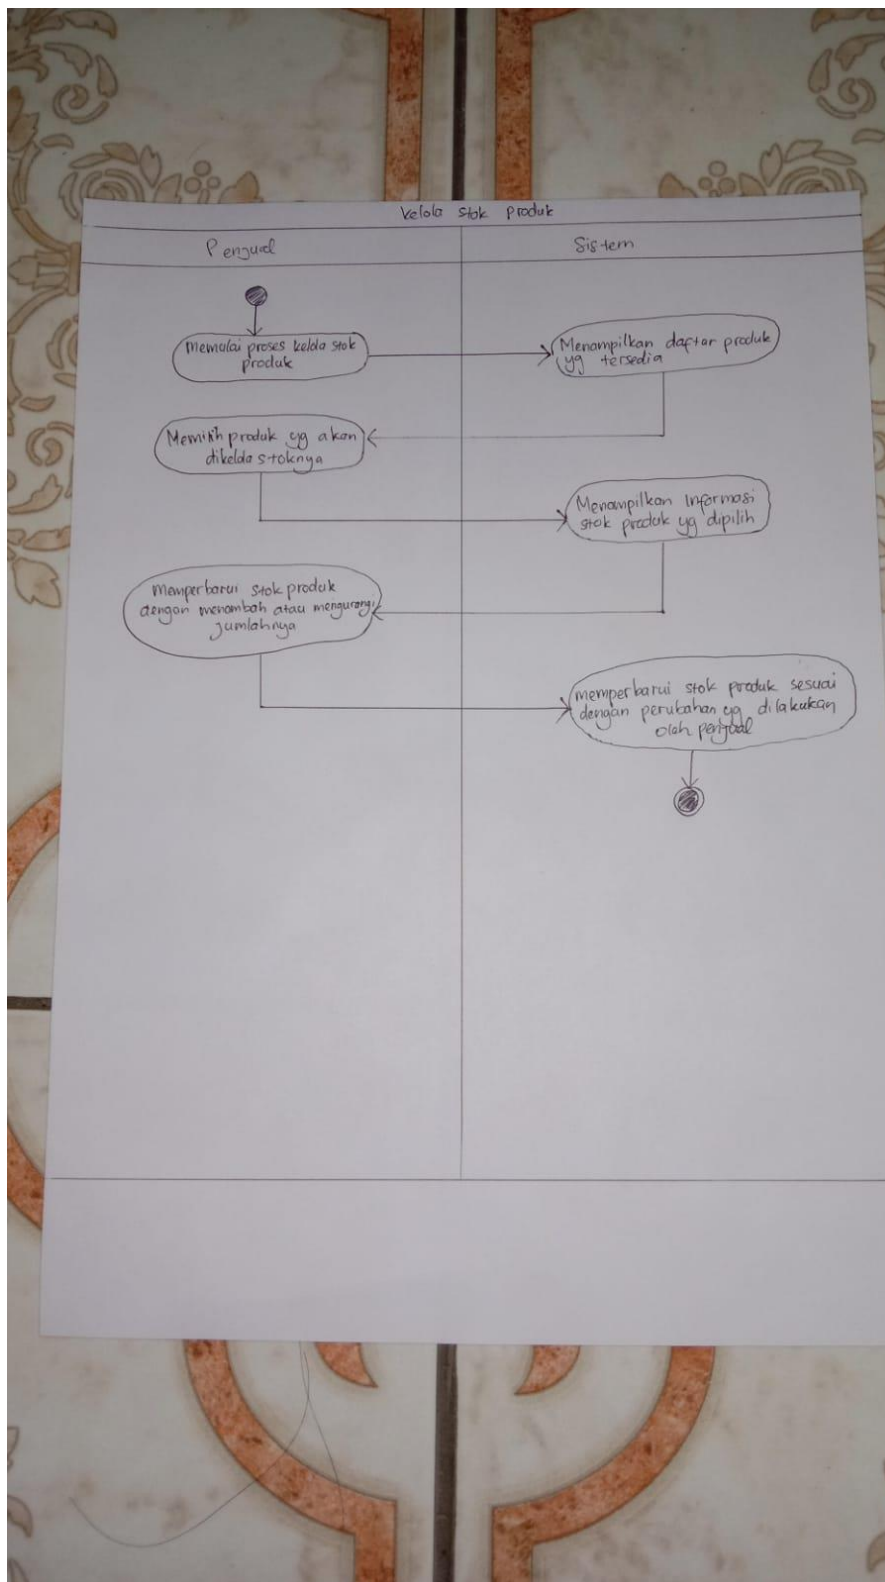 Kelola stok produk
Penjual
Sistem
Memulai proses kelola stok
produk
Menampilkan daftar produk
yg tersedia
Memilih produk yg akan
dikelola stoknya
Menampilkan Informasi
stok produk yg dipilih
Memperbarui stok produk
dengan menambah atau mengurangi
jumlahnya
memperbarui stok produk sesuai
dengan perubahan yg dilakukan
oleh penjual